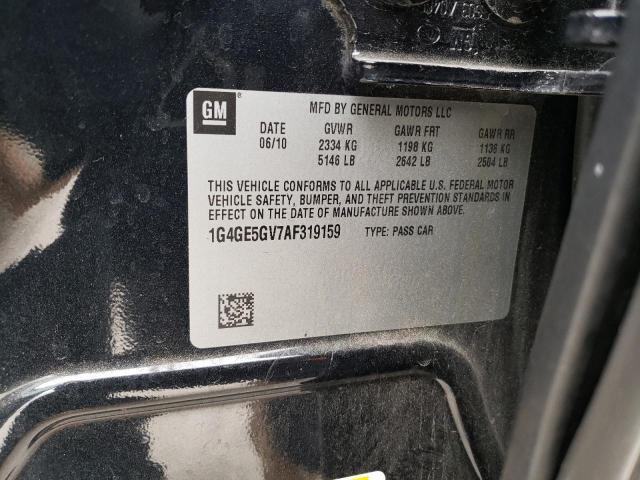 GM
MFD BY GENERAL MOTORS LLC
DATE GVWR GAWR FRT GAWR RR
06/10 2334 KG 1198 KG 1136 KG
5146 LB 2642 LB 2504 LB
THIS VEHICLE CONFORMS TO ALL APPLICABLE U.S. FEDERAL MOTOR
VEHICLE SAFETY, BUMPER, AND THEFT PREVENTION STANDARDS IN
EFFECT ON THE DATE OF MANUFACTURE SHOWN ABOVE.
1G4GE5GV7AF319159 TYPE: PASS CAR